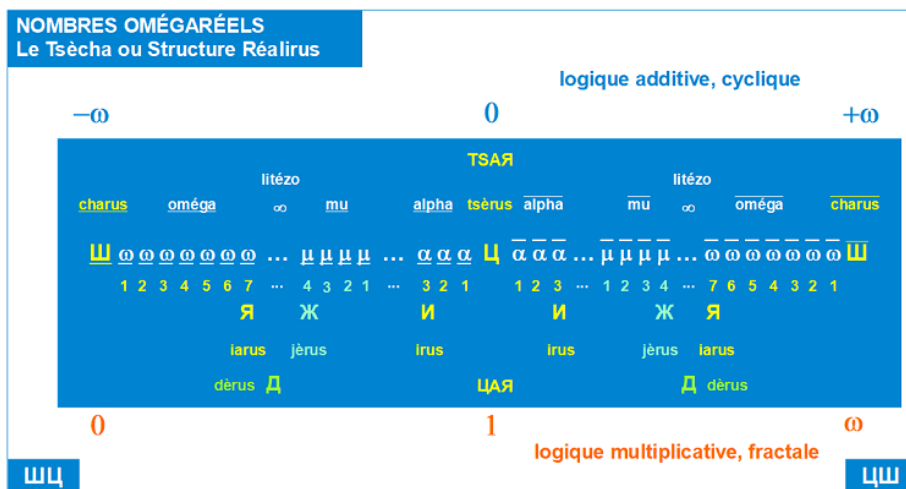 NOMBRES OMÉGARÉELS
Le Tsècha ou Structure Réalirus
logique additive, cyclique
−ω 0 +ω
TSAЯ
litézo litézo
charus oméga ∞ mu alpha tsèrus alpha mu ∞ oméga charus
Ш ω ω ω ω ω ω ω ... μ μ μ μ ... α α α Ц α α α ... μ μ μ μ ... ω ω ω ω ω ω ω Ш
1 2 3 4 5 6 7 ... 4 3 2 1 ... 3 2 1 1 2 3 ... 1 2 3 4 ... 7 6 5 4 3 2 1
Я Ж И И Ж Я
iarus jèrus irus irus jèrus iarus
dèrus Д ЦАЯ Д dèrus
0 1 ω
logique multiplicative, fractale
ШЦ ЦШ